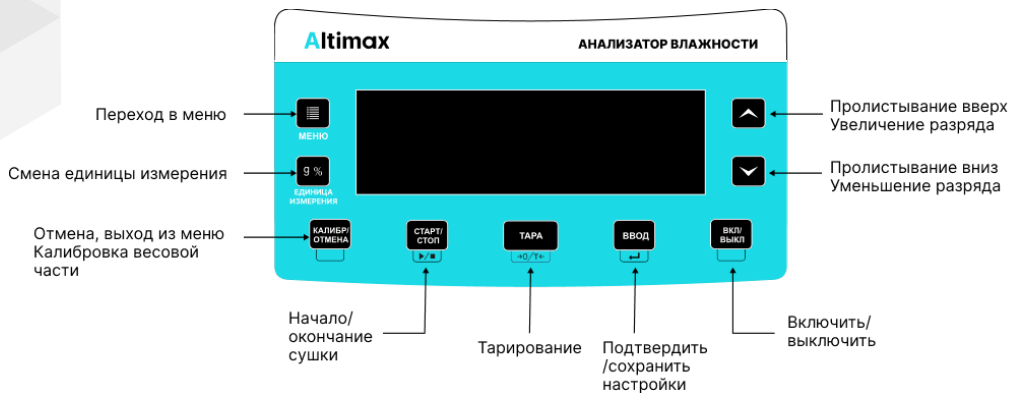 Altimax
АНАЛИЗАТОР ВЛАЖНОСТИ
Переход в меню
МЕНЮ
Пролистывание вверх
Увеличение разряда
Смена единицы измерения
g %
ЕДИНИЦА
ИЗМЕРЕНИЯ
Пролистывание вниз
Уменьшение разряда
Отмена, выход из меню
Калибровка весовой
части
КАЛИБР/
ОТМЕНА
СТАРТ/
СТОП
ТАРА
→0/T←
ВВОД
ВКЛ/
ВЫКЛ
Начало/
окончание
сушки
Тарирование
Подтвердить
/сохранить
настройки
Включить/
выключить